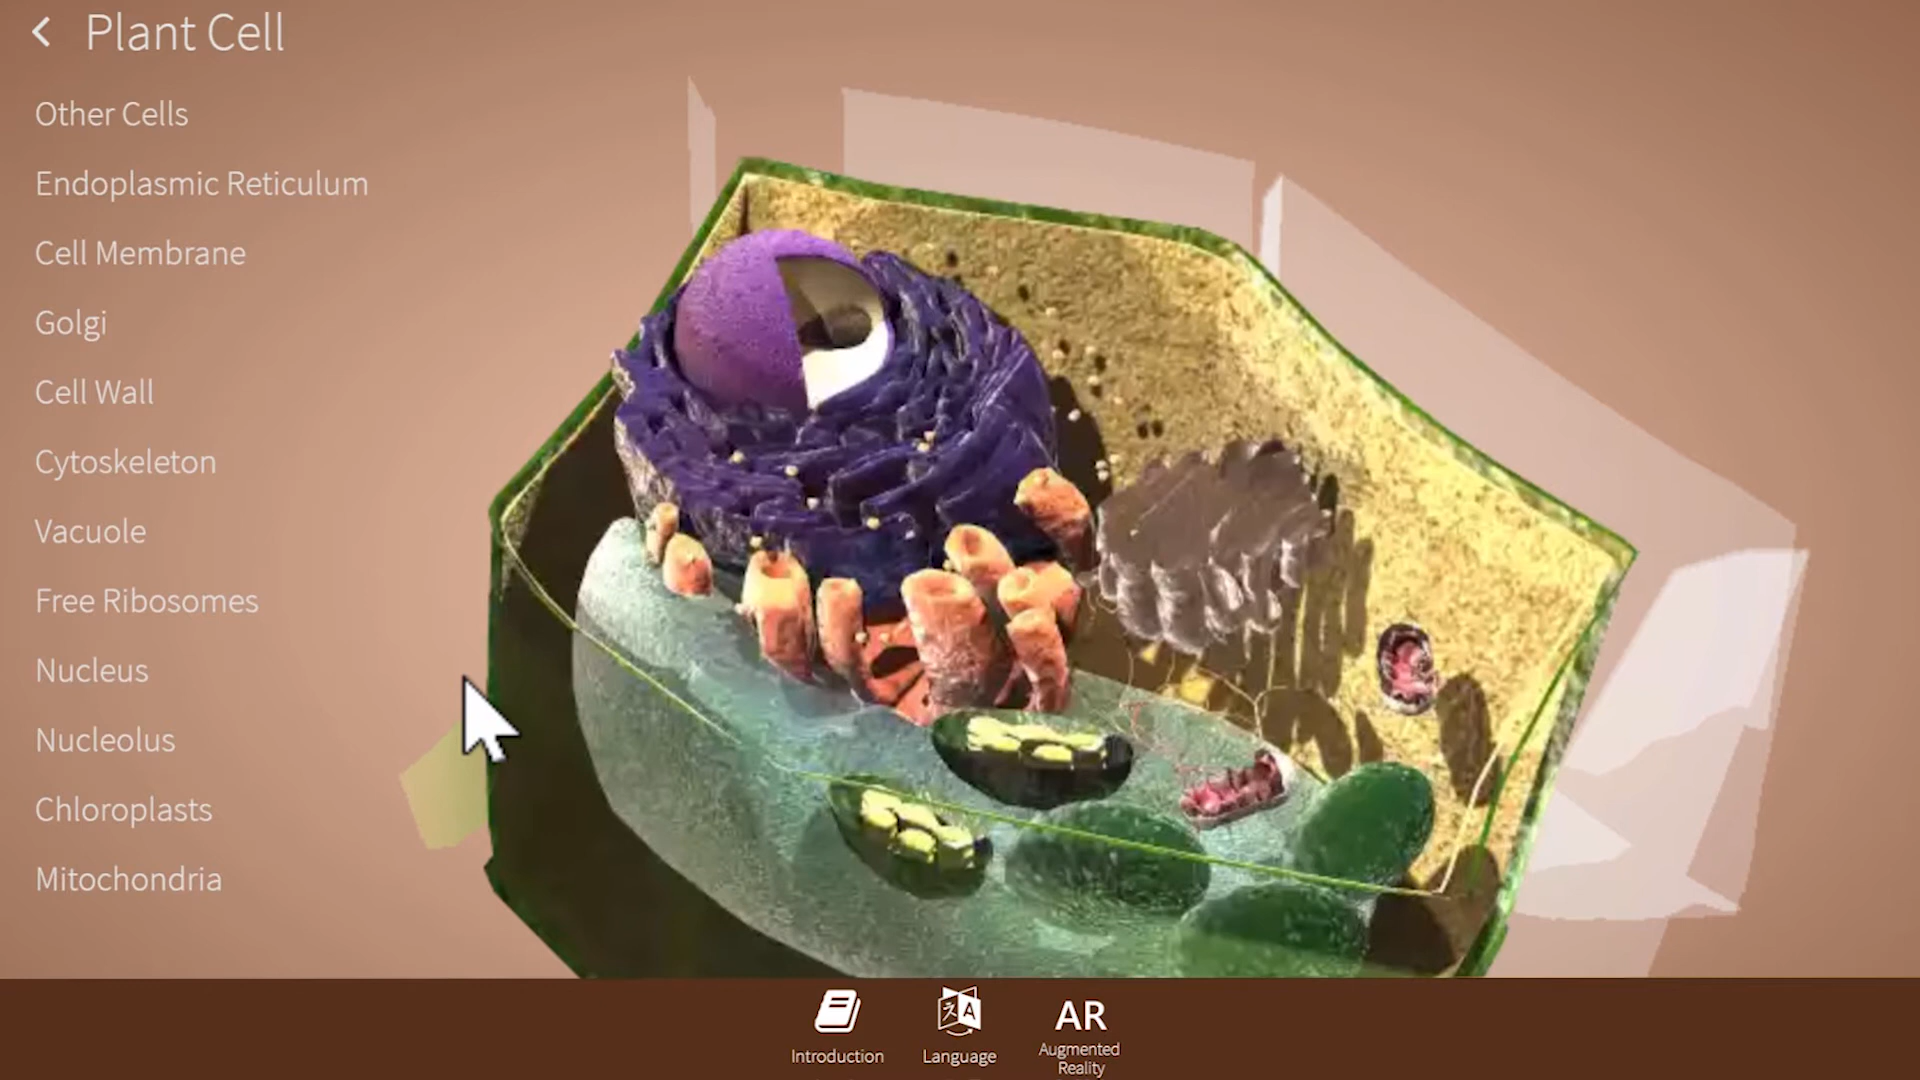 Plant Cell
Other Cells
Endoplasmic Reticulum
Cell Membrane
Golgi
Cell Wall
Cytoskeleton
Vacuole
Free Ribosomes
Nucleus
Nucleolus
Chloroplasts
Mitochondria
Introduction
Language
AR
Augmented
Reality